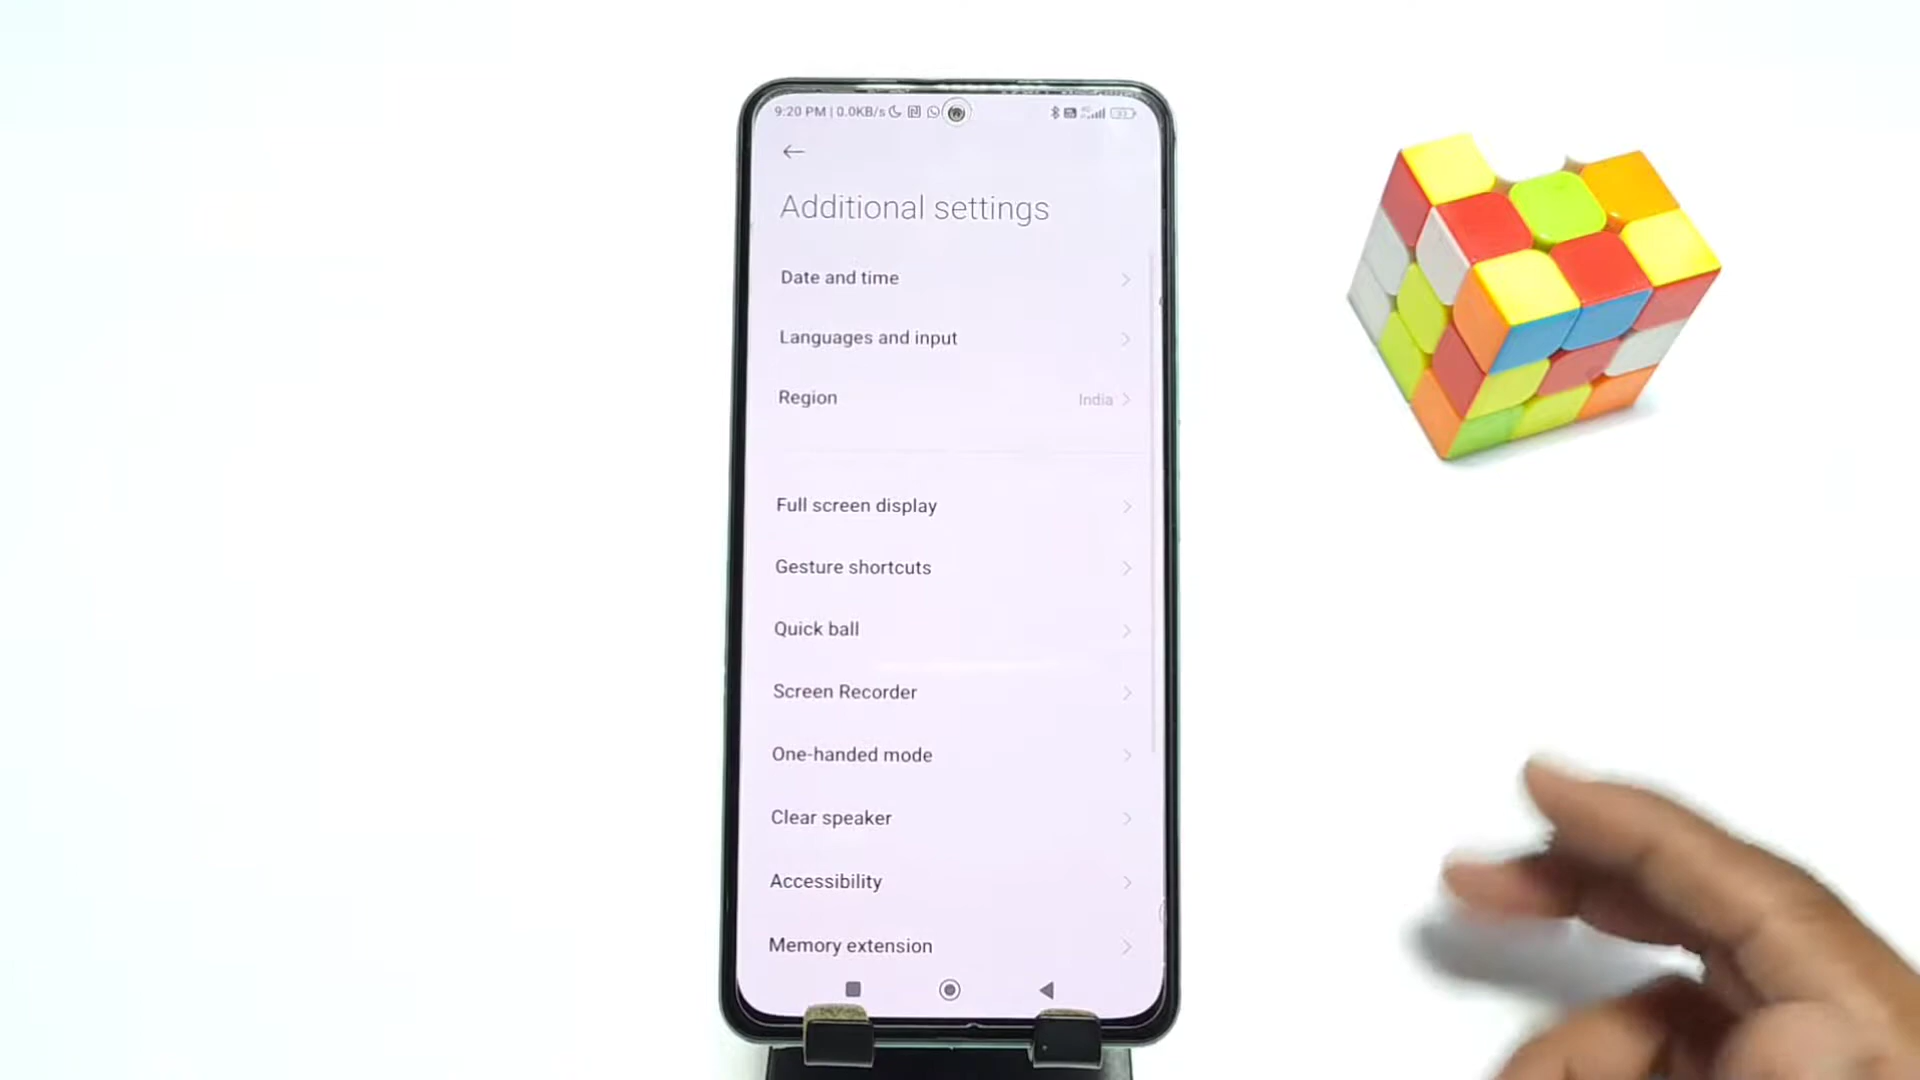 9:20 PM | 0.0KB/s
Additional settings
Date and time
Languages and input
Region
India
Full screen display
Gesture shortcuts
Quick ball
Screen Recorder
One-handed mode
Clear speaker
Accessibility
Memory extension